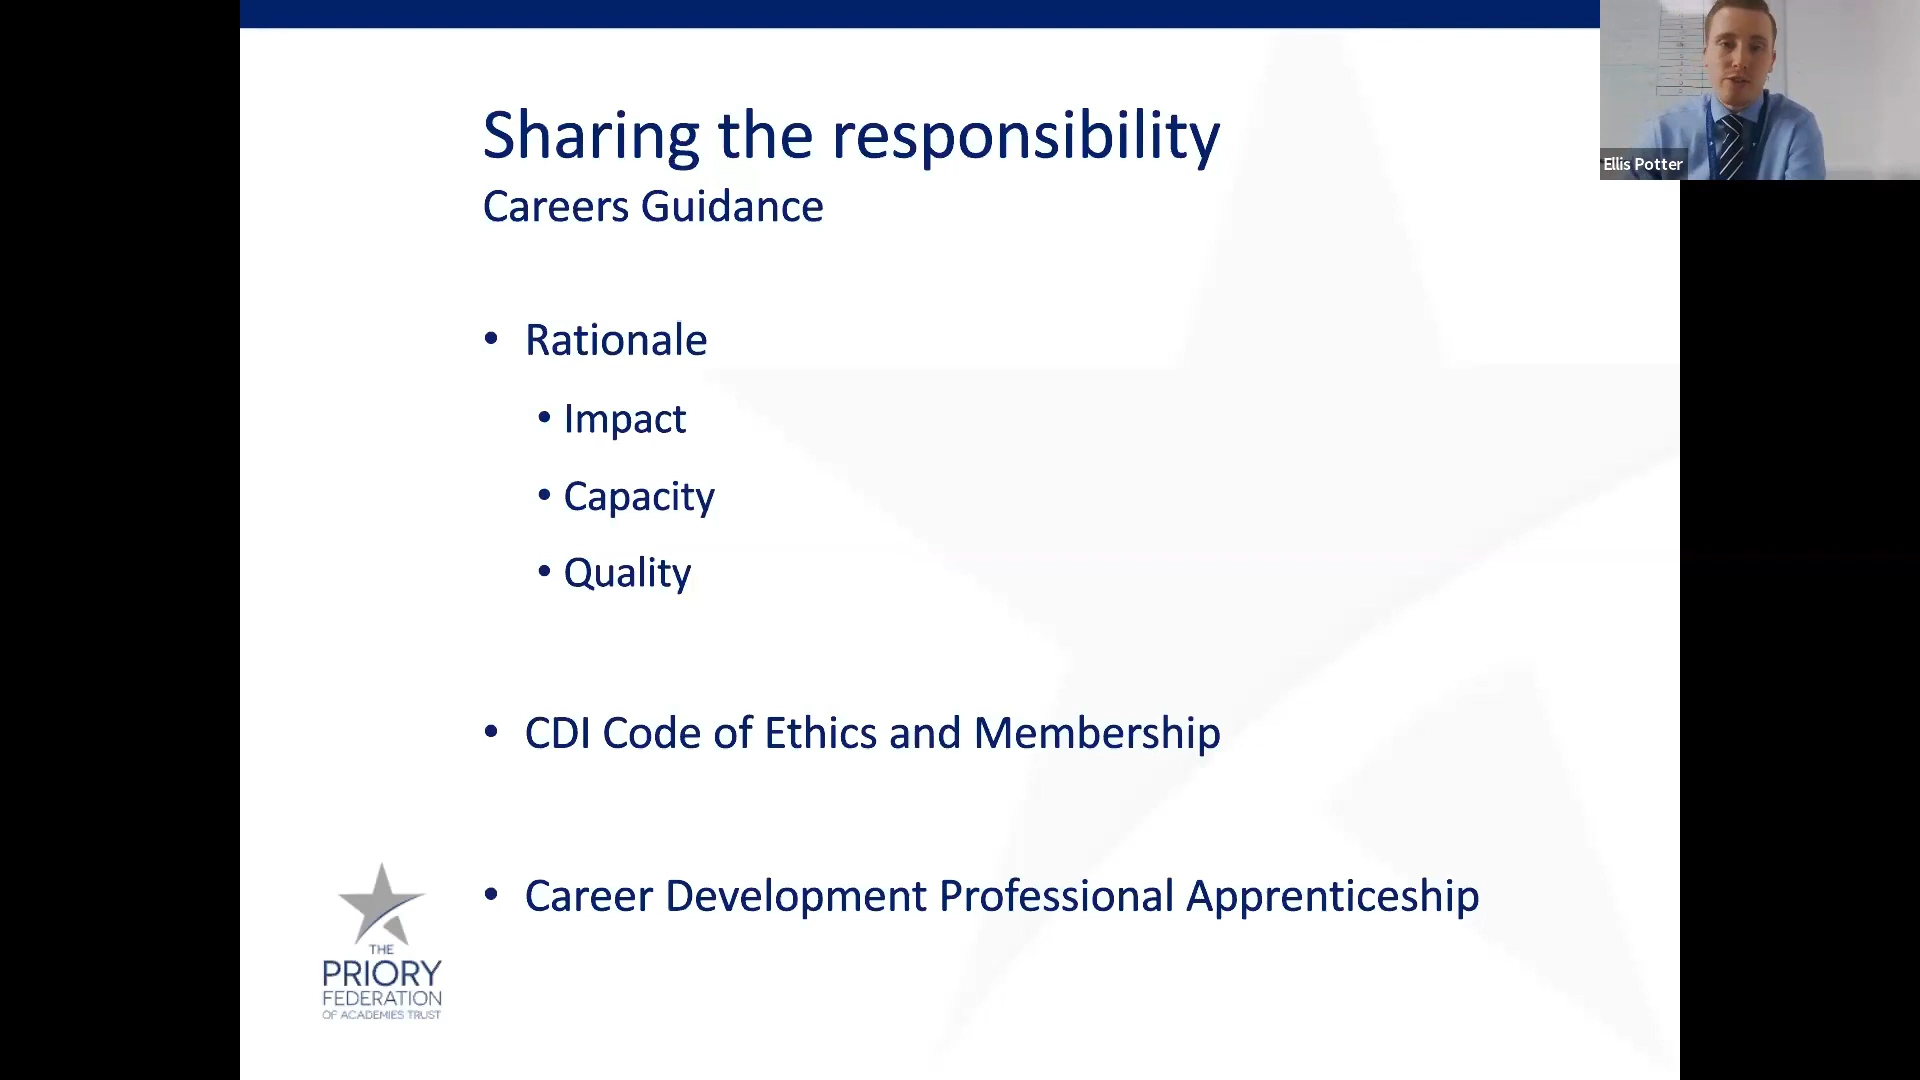 Sharing the responsibility
Careers Guidance
• Rationale
• Impact
• Capacity
• Quality
• CDI Code of Ethics and Membership
• Career Development Professional Apprenticeship
THE
PRIORY
FEDERATION
OF ACADEMIES TRUST
Ellis Potter